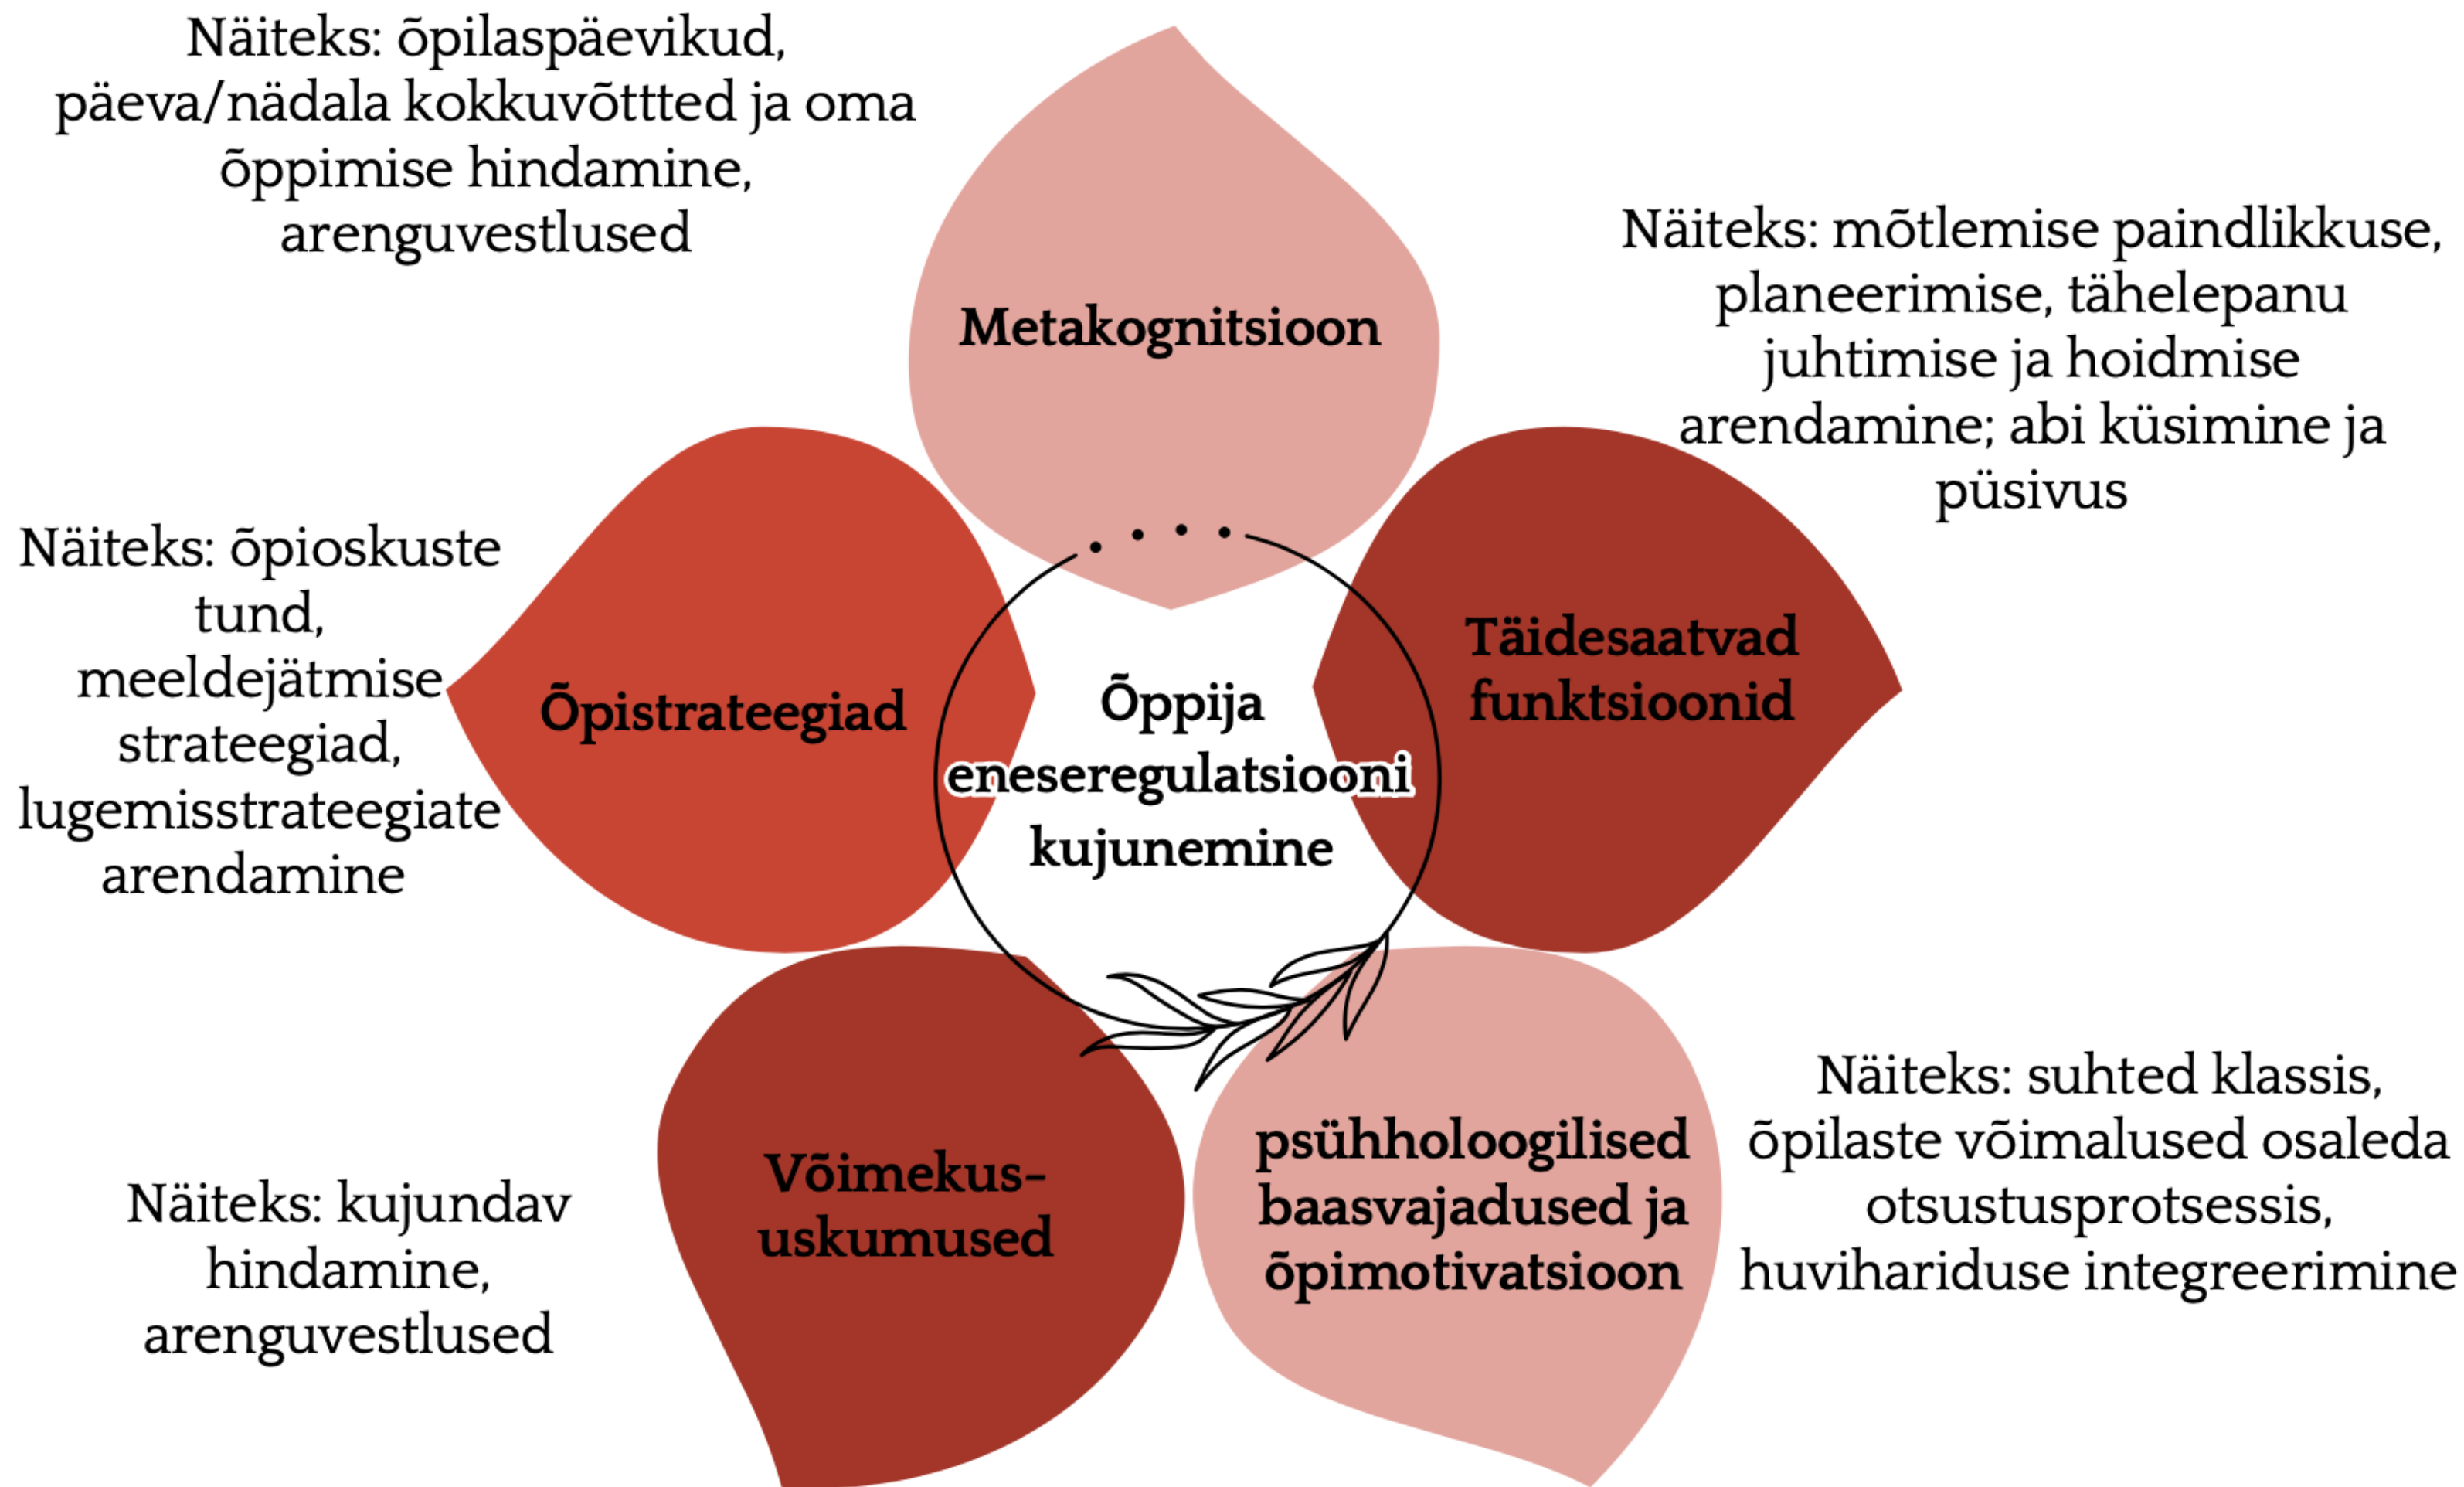 Näiteks: õpilaspäevikud,
päeva/nädala kokkuvõttted ja oma
õppimise hindamine,
arenguvestlused
Metakognitsioon
Näiteks: mõtlemise paindlikkuse,
planeerimise, tähelepanu
juhtimise ja hoidmise
arendamine; abi küsimine ja
püsivus
Täidesaatvad
funktsioonid
Näiteks: õpioskuste
tund,
meeldejätmise
strateegiad,
lugemisstrateegiate
arendamine
Õpistrateegiad
Õppija
eneseregulatsiooni
kujunemine
Näiteks: kujundav
hindamine,
arenguvestlused
Võimekus-
uskumused
psühholoogilised
baasvajadused ja
õpimotivatsioon
Näiteks: suhted klassis,
õpilaste võimalused osaleda
otsustusprotsessis,
huvihariduse integreerimine